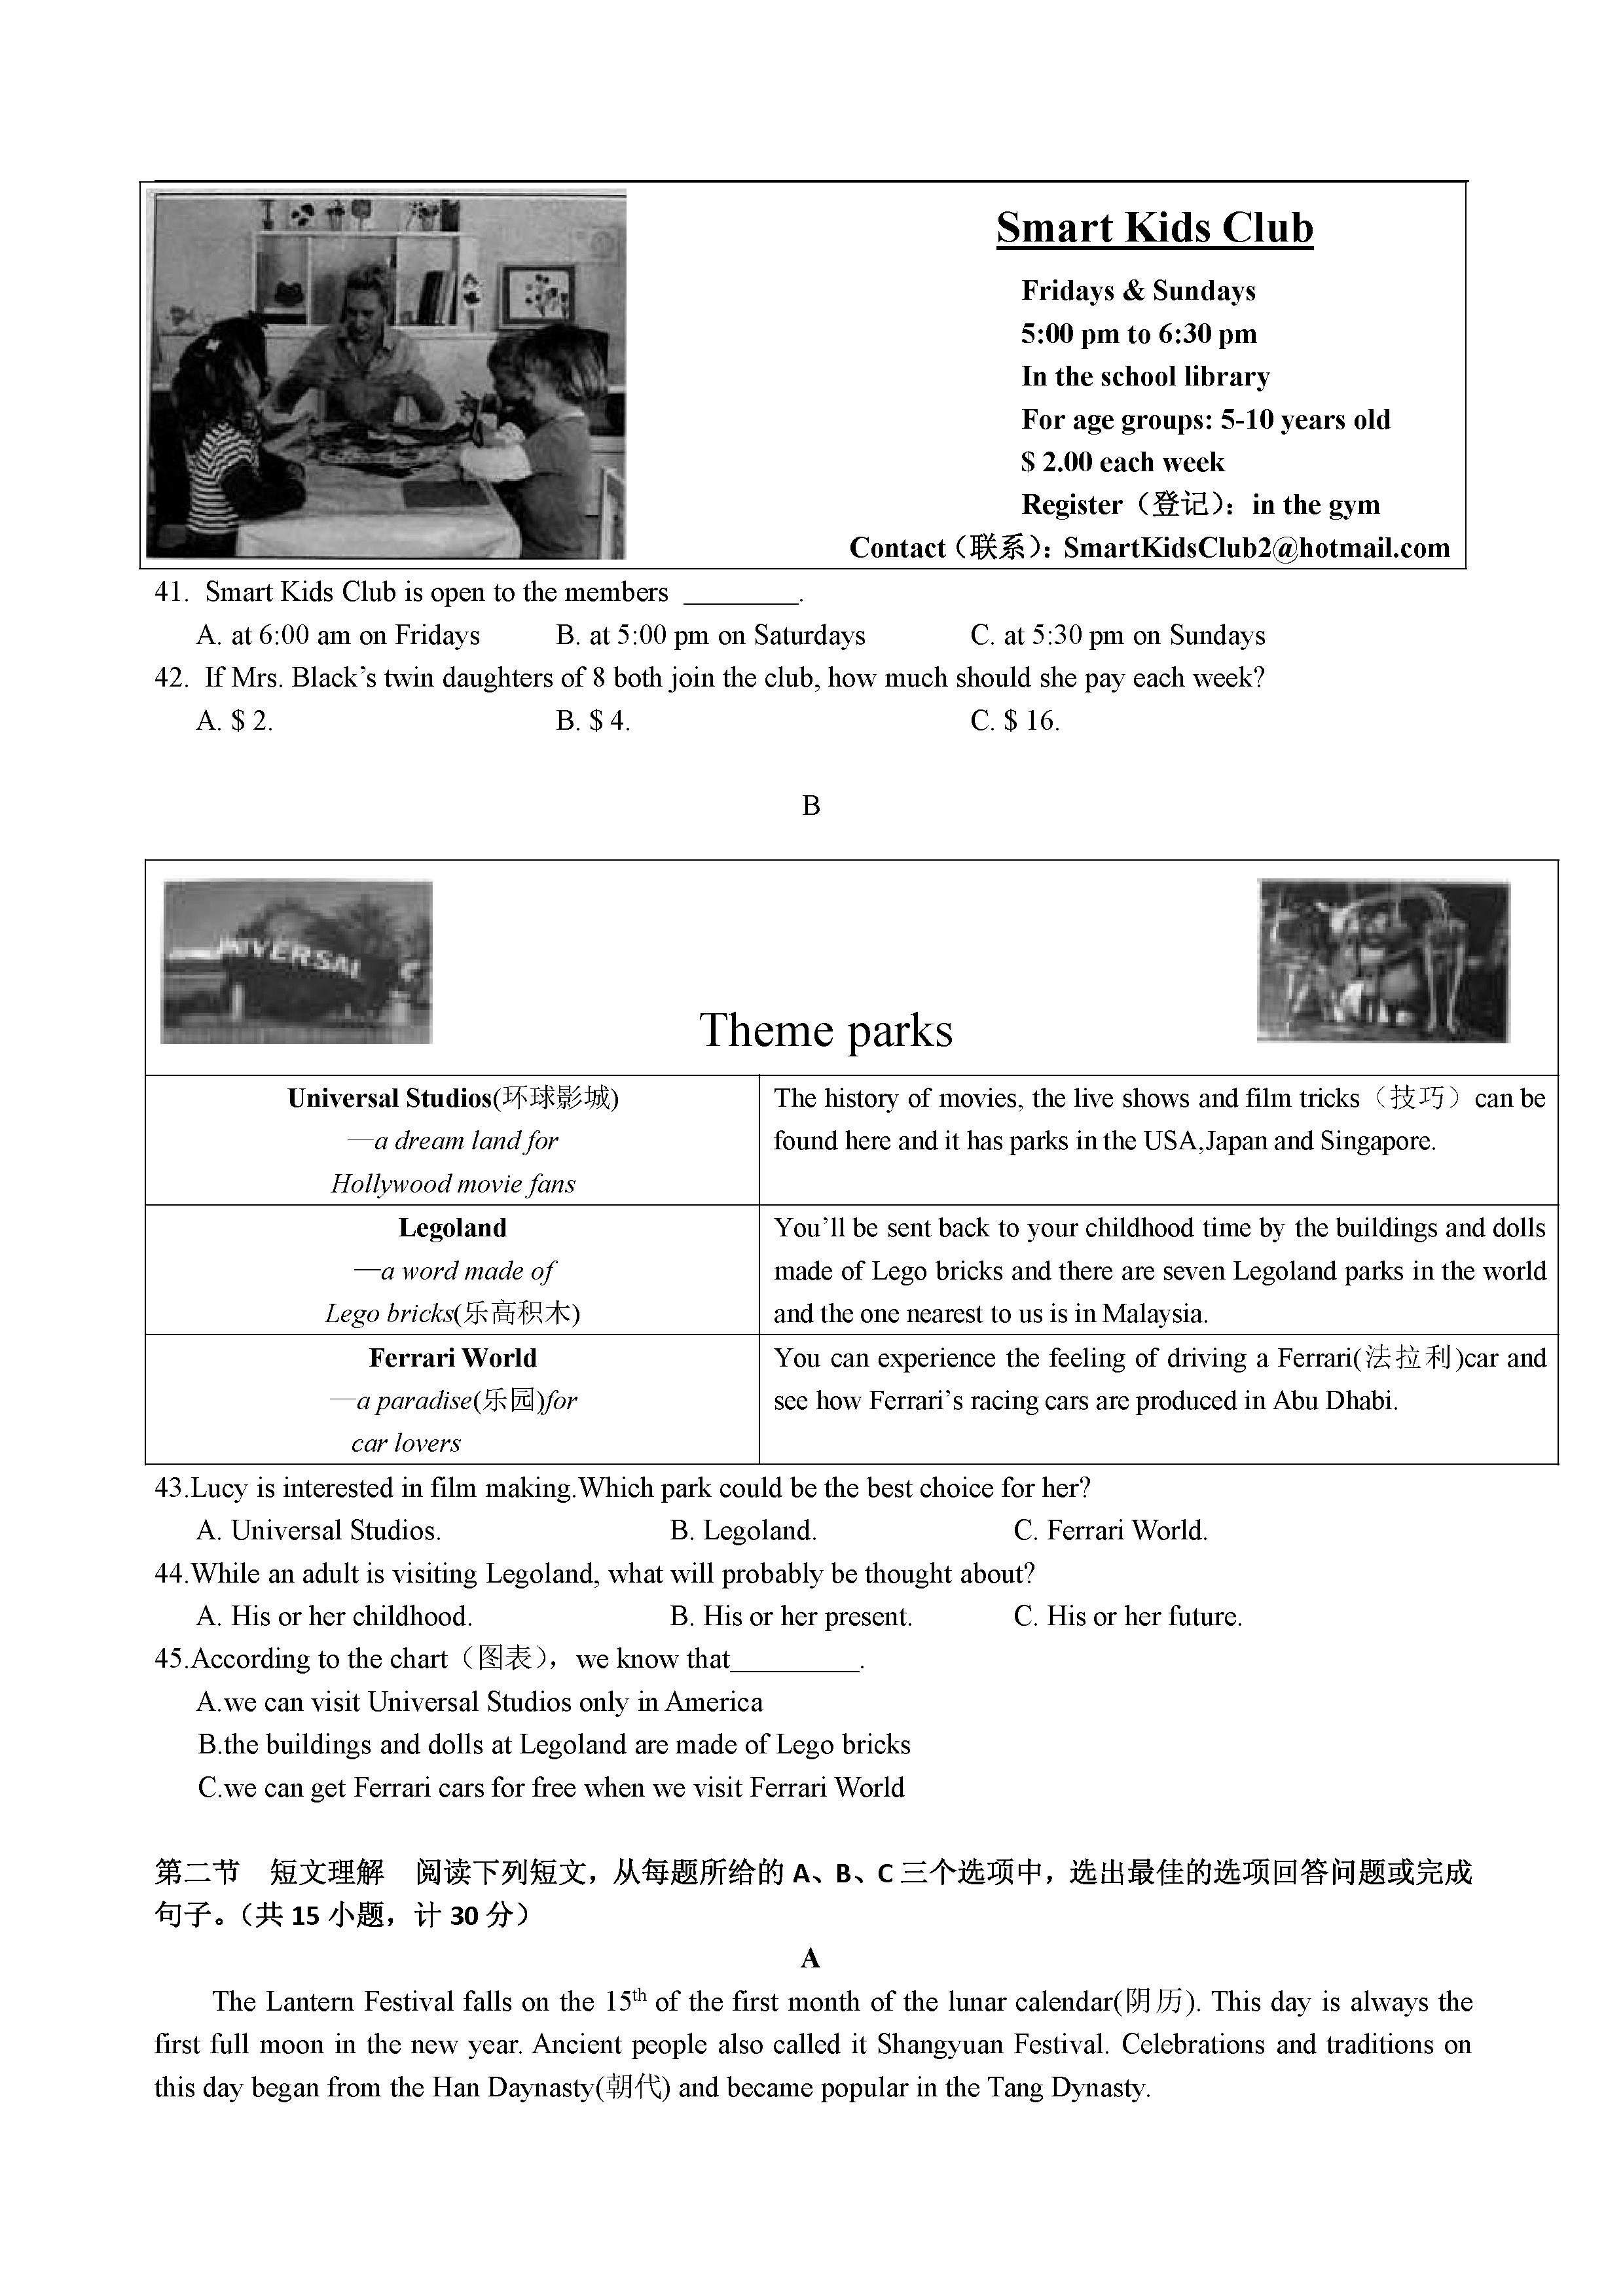 Smart Kids Club
Fridays & Sundays
5:00 pm to 6:30 pm
In the school library
For age groups: 5-10 years old
$ 2.00 each week
Register（登记）：in the gym
Contact（联系）：SmartKidsClub2@hotmail.com
41. Smart Kids Club is open to the members ________.
A. at 6:00 am on Fridays B. at 5:00 pm on Saturdays C. at 5:30 pm on Sundays
42. If Mrs. Black’s twin daughters of 8 both join the club, how much should she pay each week?
A. $ 2. B. $ 4. C. $ 16.
B
UNIVERSAL
Theme parks
Universal Studios(环球影城)
—a dream land for
Hollywood movie fans
The history of movies, the live shows and film tricks（技巧）can be
found here and it has parks in the USA,Japan and Singapore.
Legoland
—a word made of
Lego bricks(乐高积木)
You’ll be sent back to your childhood time by the buildings and dolls
made of Lego bricks and there are seven Legoland parks in the world
and the one nearest to us is in Malaysia.
Ferrari World
—a paradise(乐园)for
car lovers
You can experience the feeling of driving a Ferrari(法拉利)car and
see how Ferrari’s racing cars are produced in Abu Dhabi.
43.Lucy is interested in film making.Which park could be the best choice for her?
A. Universal Studios. B. Legoland. C. Ferrari World.
44.While an adult is visiting Legoland, what will probably be thought about?
A. His or her childhood. B. His or her present. C. His or her future.
45.According to the chart（图表），we know that_________.
A.we can visit Universal Studios only in America
B.the buildings and dolls at Legoland are made of Lego bricks
C.we can get Ferrari cars for free when we visit Ferrari World
第二节 短文理解 阅读下列短文，从每题所给的 A、B、C 三个选项中，选出最佳的选项回答问题或完成
句子。（共 15 小题，计 30 分）
A
The Lantern Festival falls on the 15th of the first month of the lunar calendar(阴历). This day is always the
first full moon in the new year. Ancient people also called it Shangyuan Festival. Celebrations and traditions on
this day began from the Han Daynasty(朝代) and became popular in the Tang Dynasty.